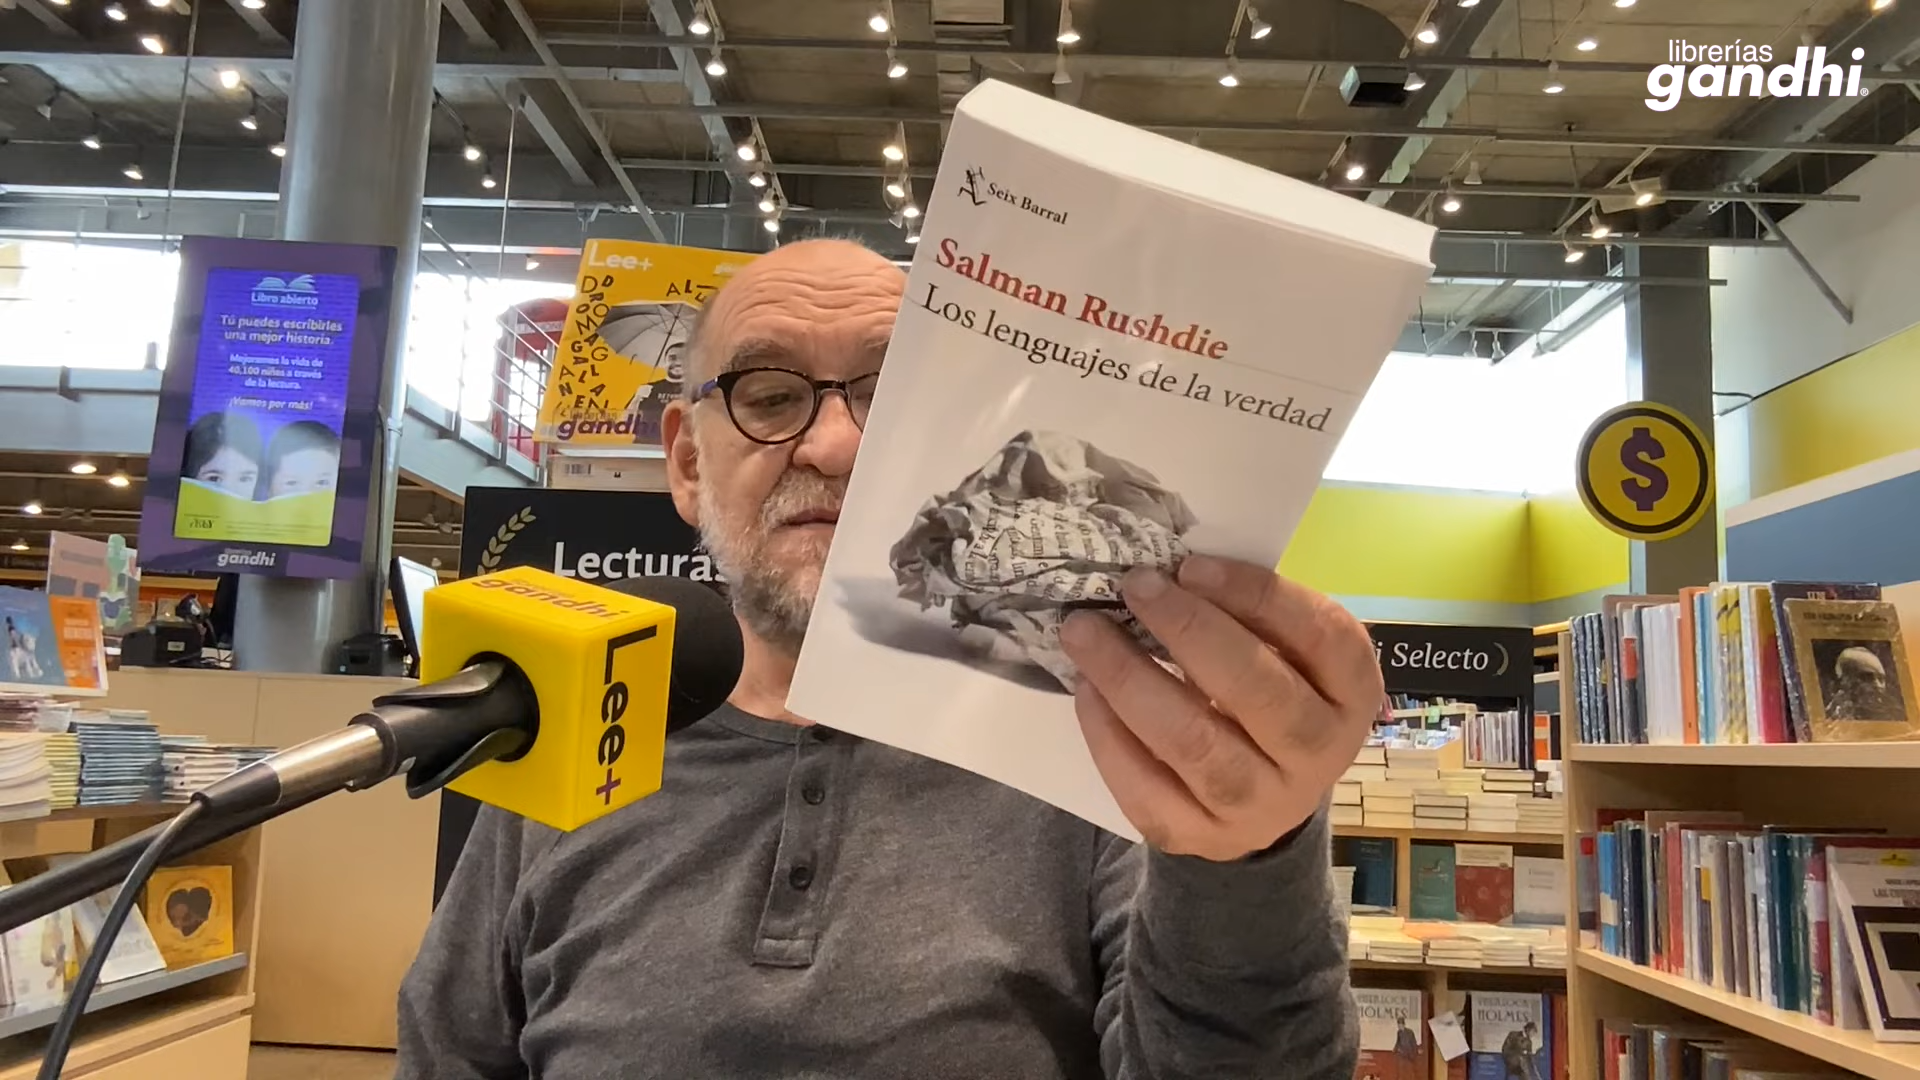 librerías
gandhi
Seix Barral
Salman Rushdie
Los lenguajes de la verdad
Libro abierto
Tú puedes escribirles
una mejor historia.
Mejoramos la vida de
40,100 niños a través
de la lectura.
¡Vamos por más!
gandhi
Lee+
gandhi
Lecturas
gandhi
Lee+
$
i Selecto
HOLMES
SHERLOCK
HOLMES